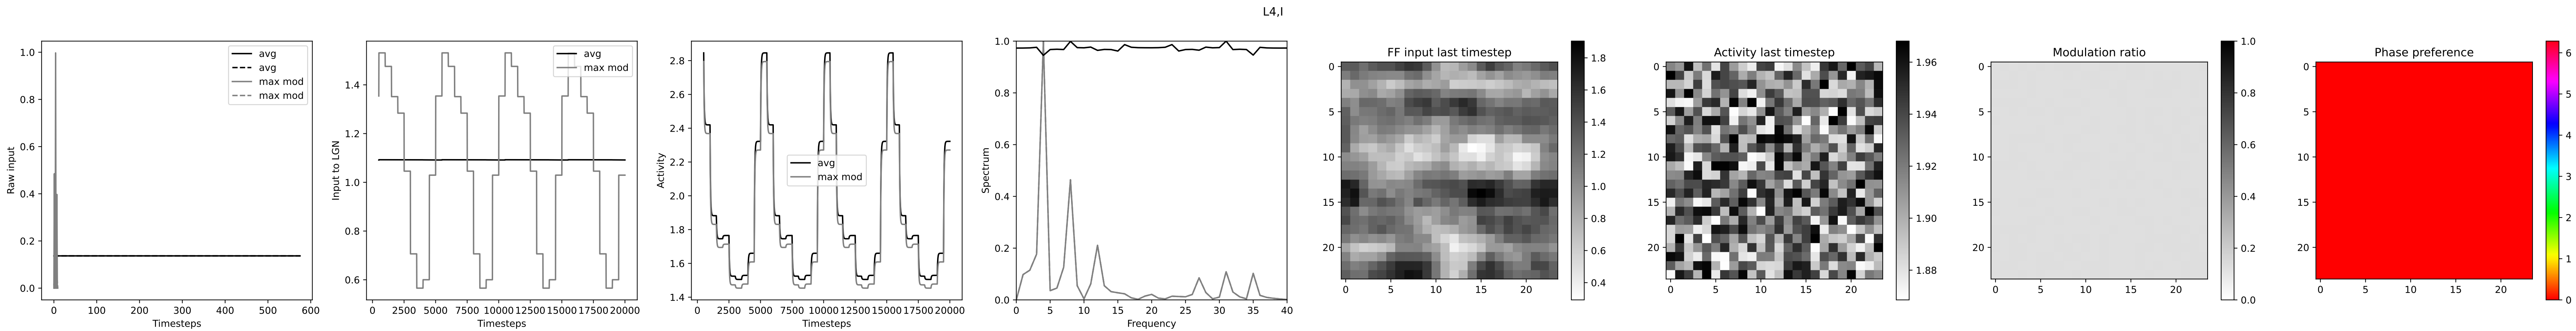 L4,I
avg
avg
max mod
max mod
1.0
0.8
0.6
0.4
0.2
0.0
Raw input
0 100 200 300 400 500 600
Timesteps
avg
max mod
1.4
1.2
1.0
0.8
0.6
Input to LGN
0 2500 5000 7500 10000 12500 15000 17500 20000
Timesteps
avg
max mod
2.8
2.6
2.4
2.2
2.0
1.8
1.6
1.4
Activity
0 2500 5000 7500 10000 12500 15000 17500 20000
Timesteps
1.0
0.8
0.6
0.4
0.2
0.0
Spectrum
0 5 10 15 20 25 30 35 40
Frequency
FF input last timestep
0
5
10
15
20
0 5 10 15 20
1.8
1.6
1.4
1.2
1.0
0.8
0.6
0.4
Activity last timestep
0
5
10
15
20
0 5 10 15 20
1.96
1.94
1.92
1.90
1.88
Modulation ratio
0
5
10
15
20
0 5 10 15 20
1.0
0.8
0.6
0.4
0.2
0.0
Phase preference
0
5
10
15
20
0 5 10 15 20
6
5
4
3
2
1
0